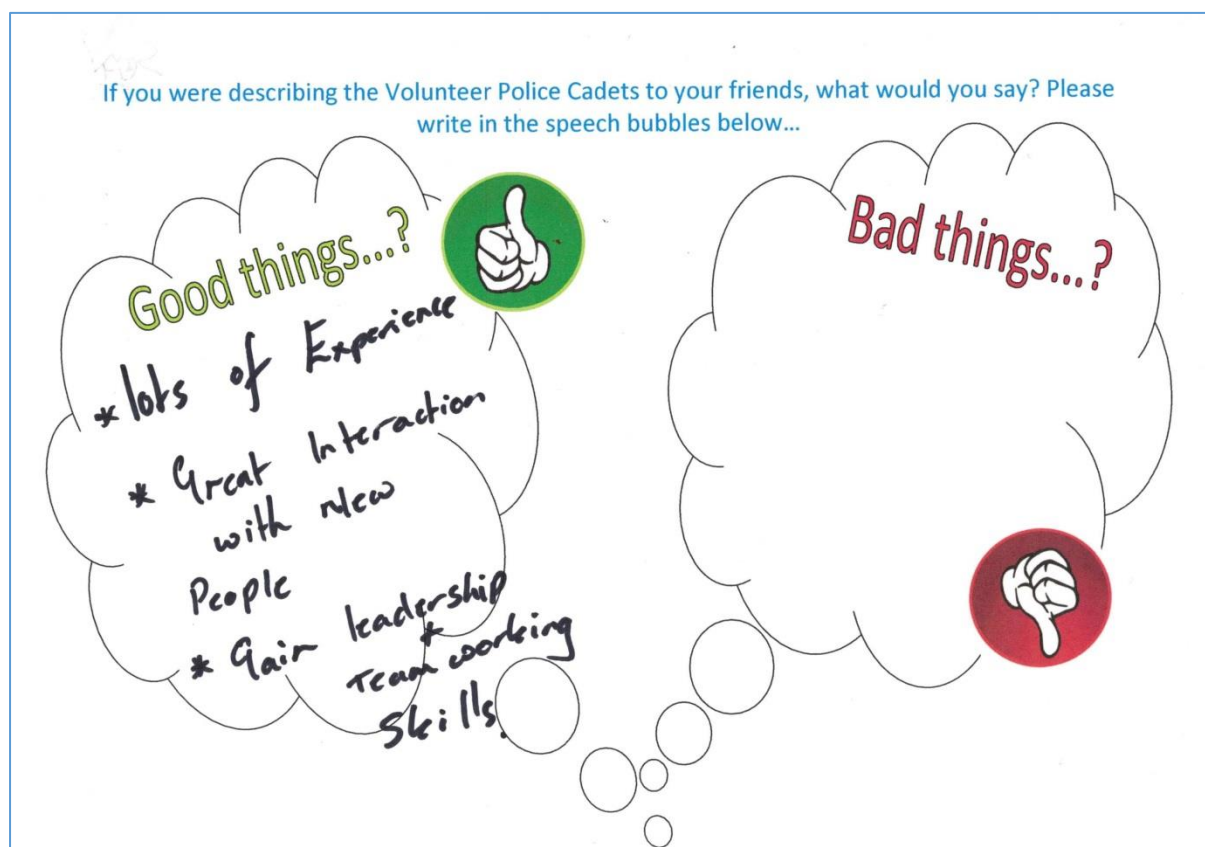 If you were describing the Volunteer Police Cadets to your friends, what would you say? Please
write in the speech bubbles below...
Good things...?
* lots of Experience
* Great Interaction
with New
People
* Gain leadership
+
Team working
Skills.
Bad things...?